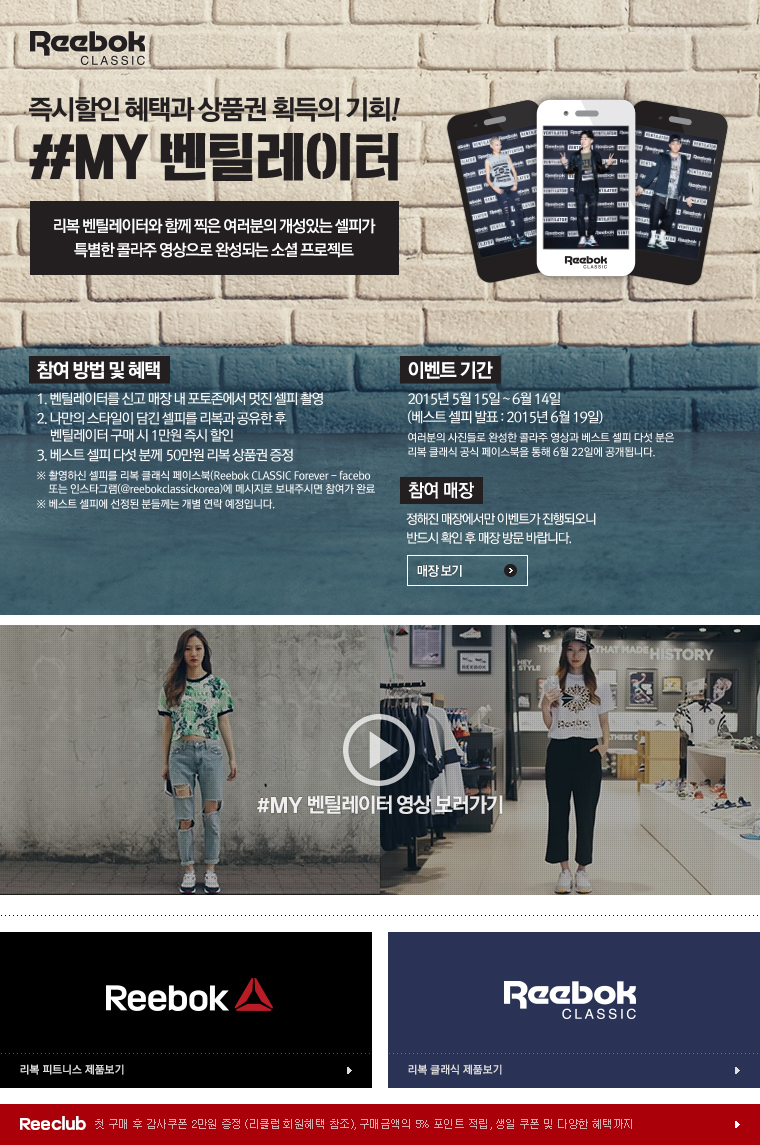 Reebok
CLASSIC
즉시할인 혜택과 상품권 획득의 기회!
#MY 벤틸레이터
리복 벤틸레이터와 함께 찍은 여러분의 개성있는 셀피가
특별한 콜라주 영상으로 완성되는 소셜 프로젝트
Reebok
CLASSIC
참여 방법 및 혜택
1. 벤틸레이터를 신고 매장 내 포토존에서 멋진 셀피 촬영
2. 나만의 스타일이 담긴 셀피를 리복과 공유한 후
벤틸레이터 구매 시 1만원 즉시 할인
3. 베스트 셀피 다섯 분께 50만원 리복 상품권 증정
※ 촬영하신 셀피를 리복 클래식 페이스북(Reebok CLASSIC Forever – facebo
또는 인스타그램(@reebokclassickorea)에 메시지로 보내주시면 참여가 완료
※ 베스트 셀피에 선정된 분들께는 개별 연락 예정입니다.
이벤트 기간
2015년 5월 15일 ~ 6월 14일
(베스트 셀피 발표 : 2015년 6월 19일)
여러분의 사진들로 완성한 콜라주 영상과 베스트 셀피 다섯 분은
리복 클래식 공식 페이스북을 통해 6월 22일에 공개됩니다.
참여 매장
정해진 매장에서만 이벤트가 진행되오니
반드시 확인 후 매장 방문 바랍니다.
매장 보기
THE THAT MADE HISTORY
HEY STYLE
Reebok
#MY 벤틸레이터 영상 보러가기
Reebok
리복 피트니스 제품보기
Reebok
CLASSIC
리복 클래식 제품보기
Reeclub 첫 구매 후 감사쿠폰 2만원 증정 (리클럽 회원혜택 참조), 구매금액의 5% 포인트 적립, 생일 쿠폰 및 다양한 혜택까지